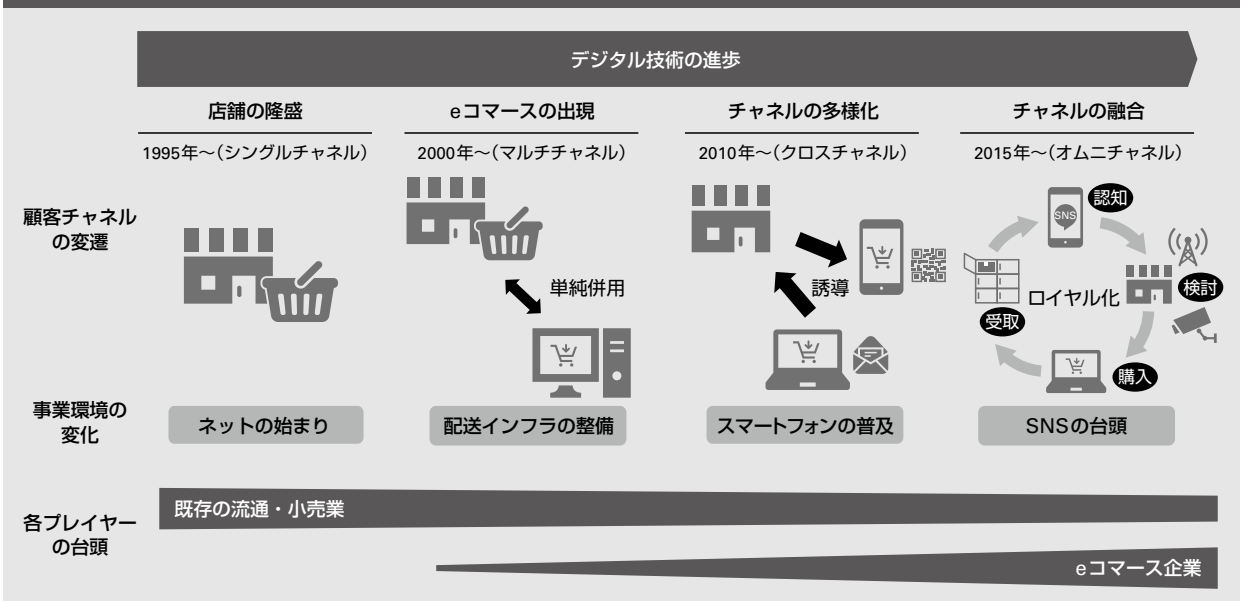 デジタル技術の進歩
店舗の隆盛
eコマースの出現
チャネルの多様化
チャネルの融合
1995年～(シングルチャネル)
2000年～(マルチチャネル)
2010年～(クロスチャネル)
2015年～(オムニチャネル)
顧客チャネル
の変遷
単純併用
誘導
SNS
認知
検討
購入
受取
ロイヤル化
事業環境の
変化
ネットの始まり
配送インフラの整備
スマートフォンの普及
SNSの台頭
各プレイヤー
の台頭
既存の流通・小売業
eコマース企業